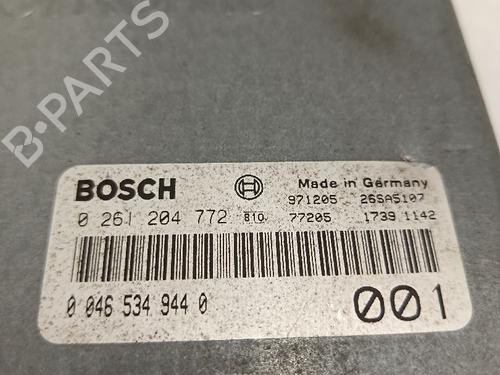 B-PARTS
BOSCH Made in Germany
971205 26SA5107
0 261 204 772 810 77205 1739 1142
0 046 534 944 0 001